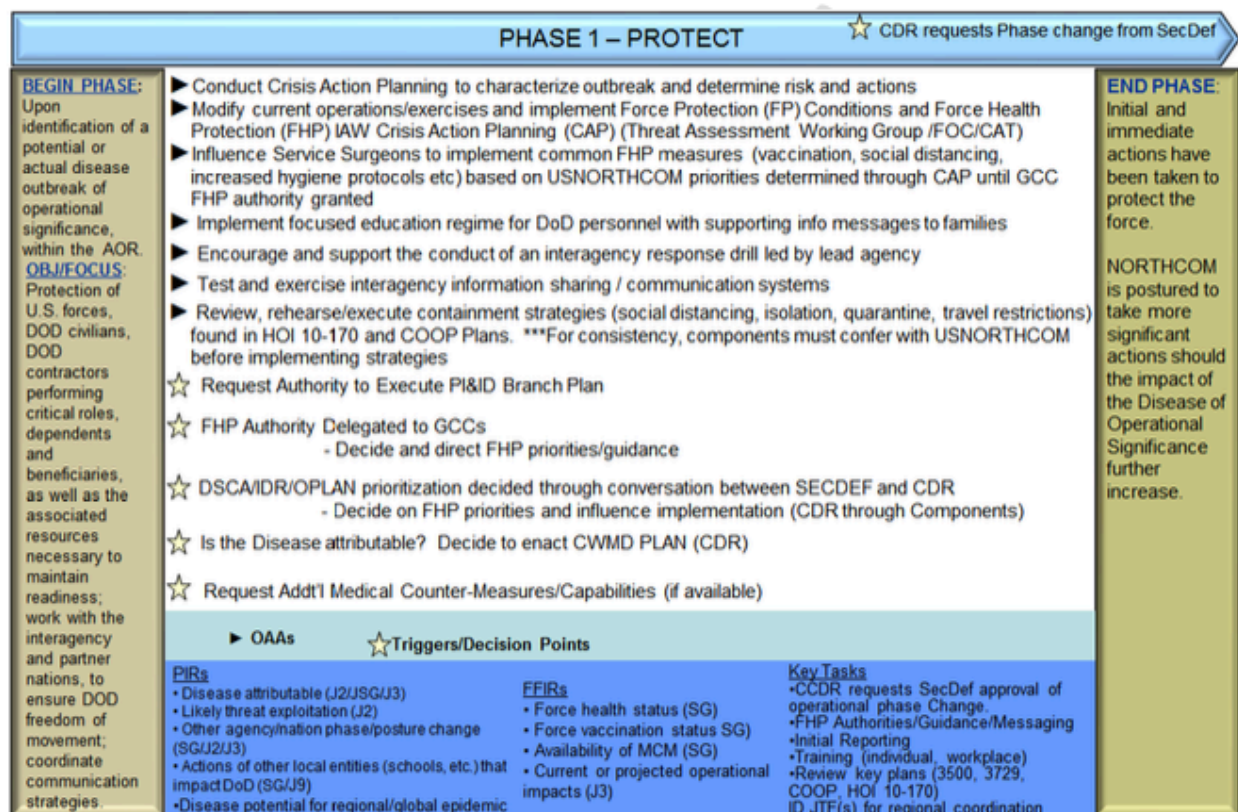 PHASE 1 – PROTECT
CDR requests Phase change from SecDef
BEGIN PHASE:
Upon
identification of a
potential or
actual disease
outbreak of
operational
significance,
within the AOR.
OBJ/FOCUS:
Protection of
U.S. forces,
DOD civilians,
DOD
contractors
performing
critical roles,
dependents
and
beneficiaries,
as well as the
associated
resources
necessary to
maintain
readiness;
work with the
interagency
and partner
nations, to
ensure DOD
freedom of
movement;
coordinate
communication
strategies.
► Conduct Crisis Action Planning to characterize outbreak and determine risk and actions
► Modify current operations/exercises and implement Force Protection (FP) Conditions and Force Health
Protection (FHP) IAW Crisis Action Planning (CAP) (Threat Assessment Working Group /FOC/CAT)
► Influence Service Surgeons to implement common FHP measures (vaccination, social distancing,
increased hygiene protocols etc) based on USNORTHCOM priorities determined through CAP until GCC
FHP authority granted
► Implement focused education regime for DoD personnel with supporting info messages to families
► Encourage and support the conduct of an interagency response drill led by lead agency
► Test and exercise interagency information sharing / communication systems
► Review, rehearse/execute containment strategies (social distancing, isolation, quarantine, travel restrictions)
found in HOI 10-170 and COOP Plans. ***For consistency, components must confer with USNORTHCOM
before implementing strategies
Request Authority to Execute PI&ID Branch Plan
FHP Authority Delegated to GCCs
- Decide and direct FHP priorities/guidance
DSCA/IDR/OPLAN prioritization decided through conversation between SECDEF and CDR
- Decide on FHP priorities and influence implementation (CDR through Components)
Is the Disease attributable? Decide to enact CWMD PLAN (CDR)
Request Addt'l Medical Counter-Measures/Capabilities (if available)
► OAAs
Triggers/Decision Points
PIRs
• Disease attributable (J2/JSG/J3)
• Likely threat exploitation (J2)
• Other agency/nation phase/posture change
(SG/J2/J3)
• Actions of other local entities (schools, etc.) that
impact DoD (SG/J9)
•Disease potential for regional/global epidemic
FFIRs
• Force health status (SG)
• Force vaccination status SG)
• Availability of MCM (SG)
• Current or projected operational
impacts (J3)
Key Tasks
•CCDR requests SecDef approval of
operational phase Change.
•FHP Authorities/Guidance/Messaging
•Initial Reporting
•Training (individual, workplace)
•Review key plans (3500, 3729,
COOP, HOI 10-170)
ID JTF(s) for regional coordination
END PHASE:
Initial and
immediate
actions have
been taken to
protect the
force.
NORTHCOM
is postured to
take more
significant
actions should
the impact of
the Disease of
Operational
Significance
further
increase.